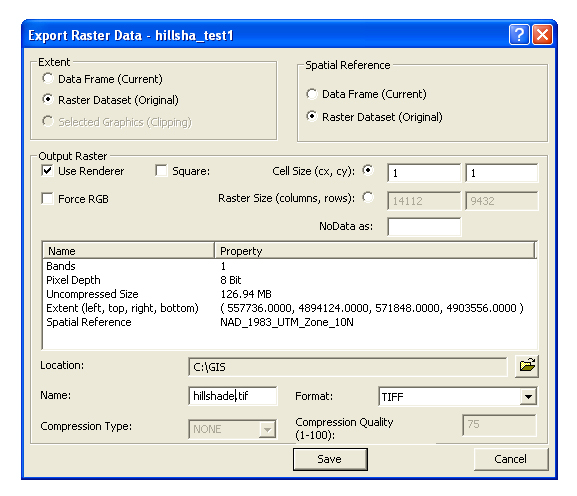 Export Raster Data - hillsha_test1
Extent
Data Frame (Current)
Raster Dataset (Original)
Selected Graphics (Clipping)
Spatial Reference
Data Frame (Current)
Raster Dataset (Original)
Output Raster
Use Renderer
Square:
Cell Size (cx, cy):
1
1
Force RGB
Raster Size (columns, rows):
14112
9432
NoData as:
Name Property
Bands 1
Pixel Depth 8 Bit
Uncompressed Size 126.94 MB
Extent (left, top, right, bottom) ( 557736.0000, 4894124.0000, 571848.0000, 4903556.0000 )
Spatial Reference NAD_1983_UTM_Zone_10N
Location: C:\GIS
Name: hillshade.tif
Format: TIFF
Compression Type: NONE
Compression Quality
(1-100):
75
Save
Cancel